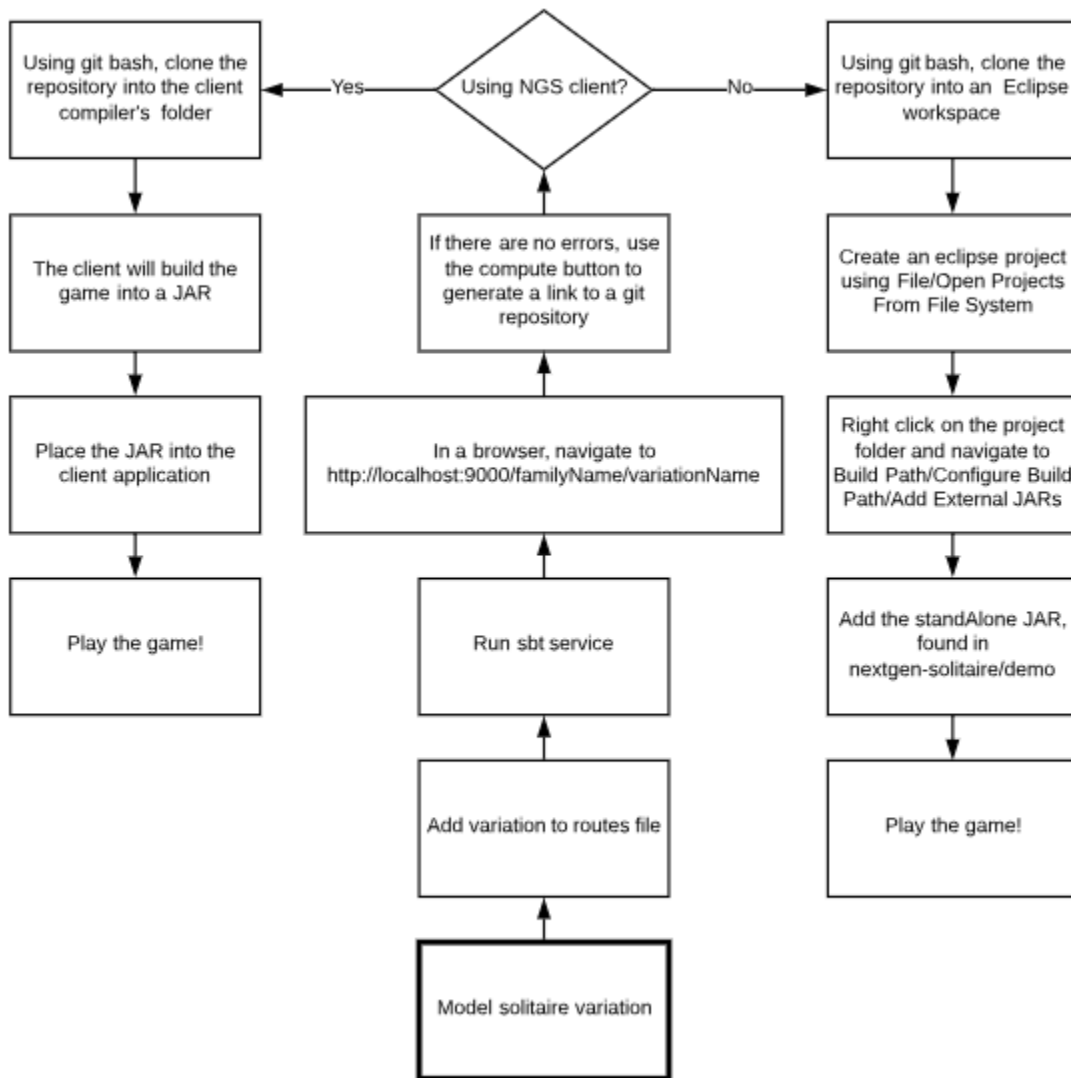 Using git bash, clone the
repository into the client
compiler's folder
Yes
Using NGS client?
No
Using git bash, clone the
repository into an Eclipse
workspace
The client will build the
game into a JAR
If there are no errors, use
the compute button to
generate a link to a git
repository
Create an eclipse project
using File/Open Projects
From File System
Place the JAR into the
client application
In a browser, navigate to
http://localhost:9000/familyName/variationName
Right click on the project
folder and navigate to
Build Path/Configure Build
Path/Add External JARs
Play the game!
Run sbt service
Add the standAlone JAR,
found in
nextgen-solitaire/demo
Add variation to routes file
Play the game!
Model solitaire variation